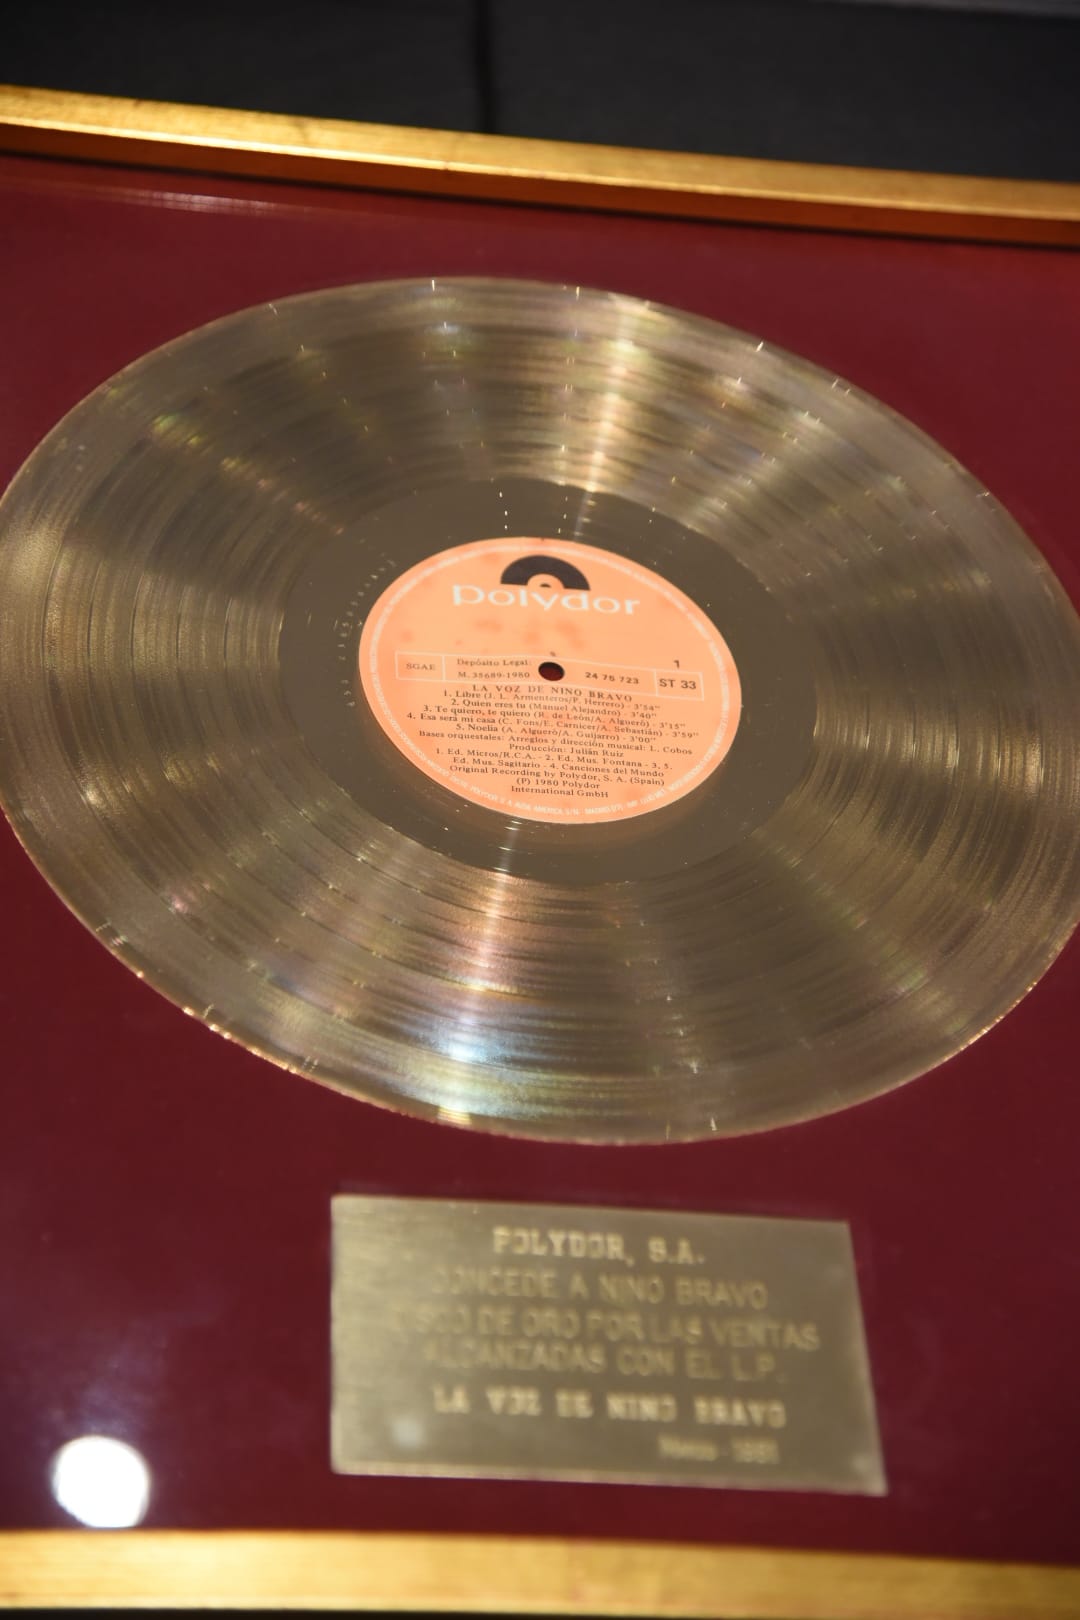 polydor
SGAE
Depósito Legal:
M. 35689-1980
24 75 723
1
ST 33
LA VOZ DE NINO BRAVO
1. Libre (J. L. Armenteros/P. Herrero) - 3'54"
2. Quien eres tu (Manuel Alejandro) - 3'40"
3. Te quiero, te quiero (R. de León/A. Algueró) - 3'15"
4. Esa será mi casa (C. Fons/E. Carnicer/A. Sebastián) - 3'59"
5. Noelia (A. Algueró/A. Guijarro) - 3'00"
Bases orquestales: Arreglos y dirección musical: L. Cobos
Producción: Julián Ruiz
1. Ed. Micros/R.C.A. - 2. Ed. Mus. Fontana - 3, 5.
Ed. Mus. Sagitario - 4. Canciones del Mundo
Original Recording by Polydor, S. A. (Spain)
(P) 1980 Polydor
International GmbH
POLYDOR, S.A.
CONCEDE A NINO BRAVO
DISCO DE ORO POR LAS VENTAS
ALCANZADAS CON EL L.P.
LA VOZ DE NINO BRAVO
1981